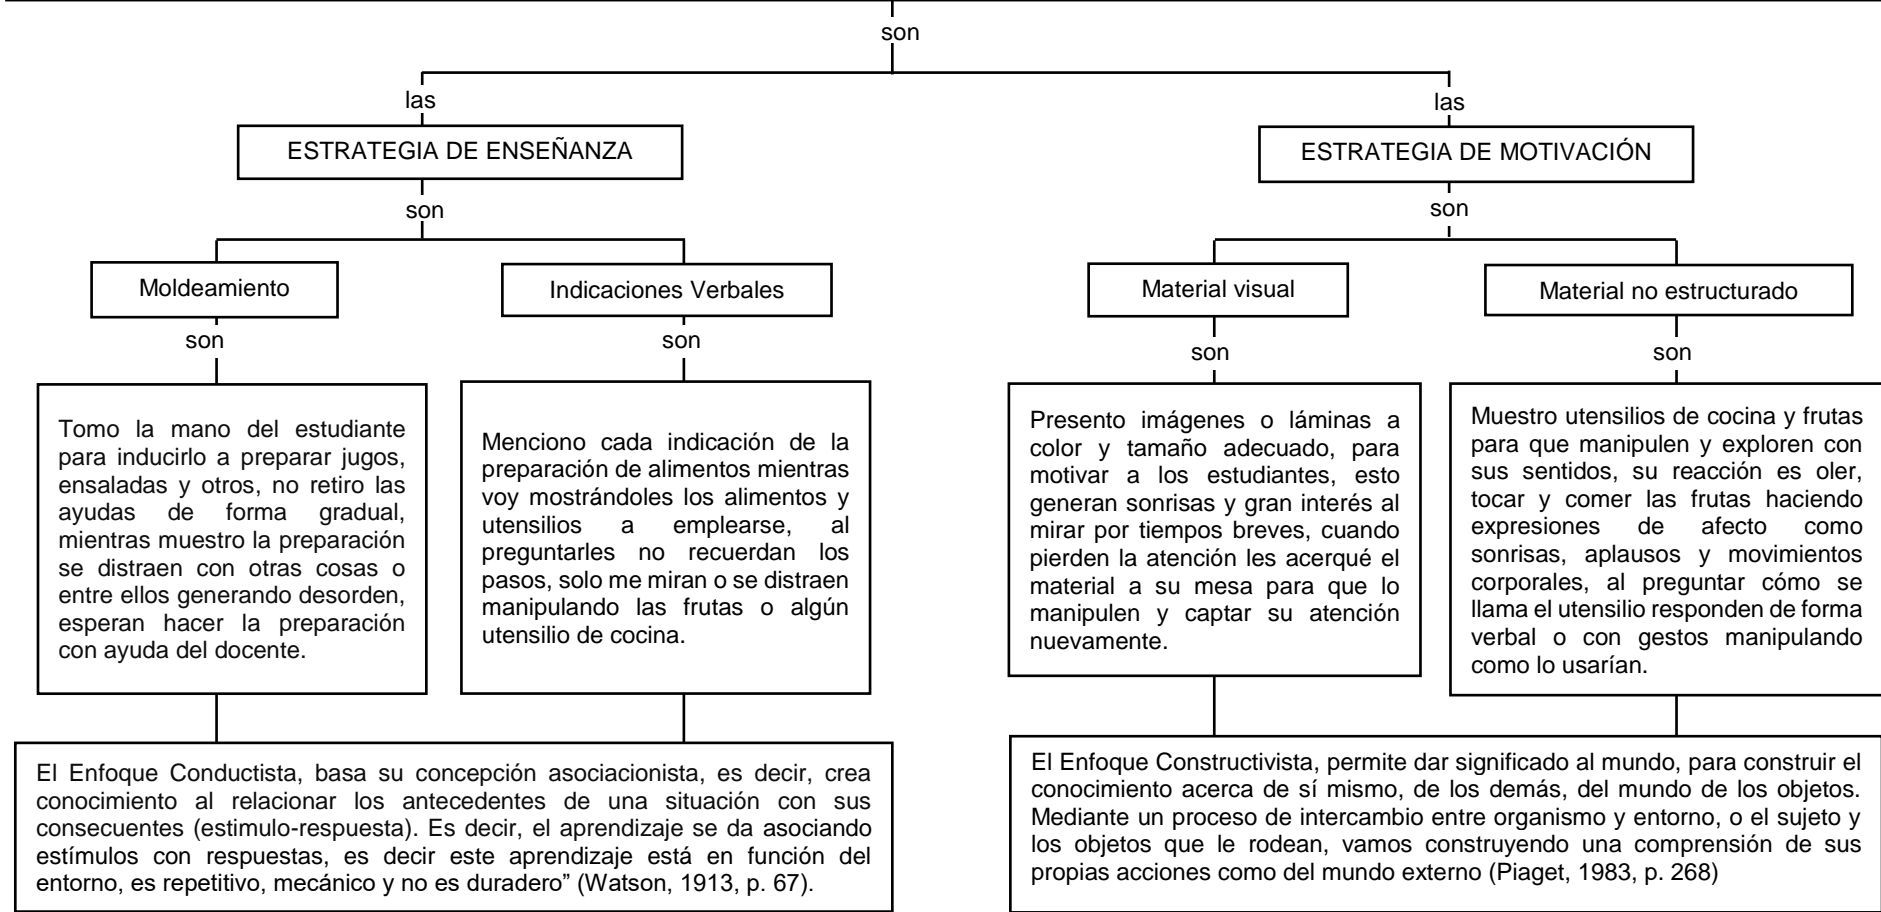 son
las
las
ESTRATEGIA DE ENSEÑANZA
ESTRATEGIA DE MOTIVACIÓN
son
son
Moldeamiento
Indicaciones Verbales
Material visual
Material no estructurado
son
son
son
son
Tomo la mano del estudiante
para inducirlo a preparar jugos,
ensaladas y otros, no retiro las
ayudas de forma gradual,
mientras muestro la preparación
se distraen con otras cosas o
entre ellos generando desorden,
esperan hacer la preparación
con ayuda del docente.
Menciono cada indicación de la
preparación de alimentos mientras
voy mostrándoles los alimentos y
utensilios a emplearse, al
preguntarles no recuerdan los
pasos, solo me miran o se distraen
manipulando las frutas o algún
utensilio de cocina.
Presento imágenes o láminas a
color y tamaño adecuado, para
motivar a los estudiantes, esto
generan sonrisas y gran interés al
mirar por tiempos breves, cuando
pierden la atención les acerqué el
material a su mesa para que lo
manipulen y captar su atención
nuevamente.
Muestro utensilios de cocina y frutas
para que manipulen y exploren con
sus sentidos, su reacción es oler,
tocar y comer las frutas haciendo
expresiones de afecto como
sonrisas, aplausos y movimientos
corporales, al preguntar cómo se
llama el utensilio responden de forma
verbal o con gestos manipulando
como lo usarían.
El Enfoque Conductista, basa su concepción asociacionista, es decir, crea
conocimiento al relacionar los antecedentes de una situación con sus
consecuentes (estimulo-respuesta). Es decir, el aprendizaje se da asociando
estímulos con respuestas, es decir este aprendizaje está en función del
entorno, es repetitivo, mecánico y no es duradero” (Watson, 1913, p. 67).
El Enfoque Constructivista, permite dar significado al mundo, para construir el
conocimiento acerca de sí mismo, de los demás, del mundo de los objetos.
Mediante un proceso de intercambio entre organismo y entorno, o el sujeto y
los objetos que le rodean, vamos construyendo una comprensión de sus
propias acciones como del mundo externo (Piaget, 1983, p. 268)